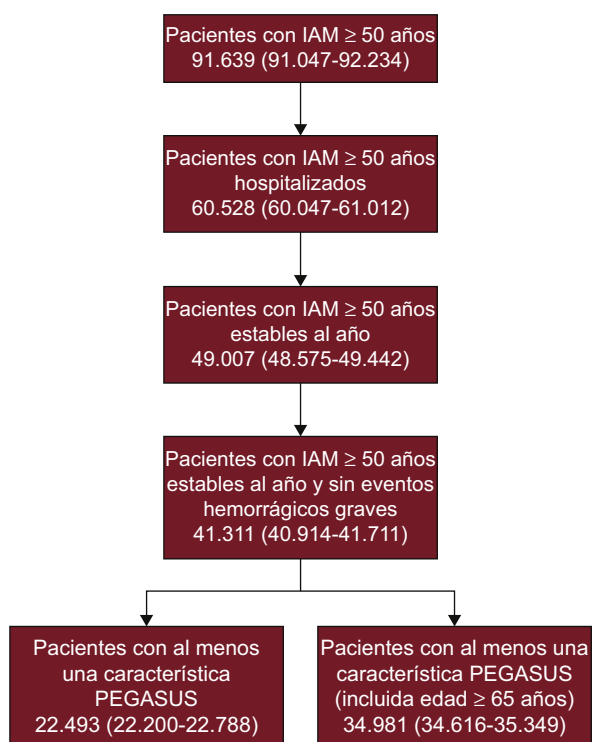 Pacientes con IAM ≥ 50 años
91.639 (91.047-92.234)
Pacientes con IAM ≥ 50 años
hospitalizados
60.528 (60.047-61.012)
Pacientes con IAM ≥ 50 años
estables al año
49.007 (48.575-49.442)
Pacientes con IAM ≥ 50 años
estables al año y sin eventos
hemorrágicos graves
41.311 (40.914-41.711)
Pacientes con al menos
una característica
PEGASUS
22.493 (22.200-22.788)
Pacientes con al menos una
característica PEGASUS
(incluida edad ≥ 65 años)
34.981 (34.616-35.349)